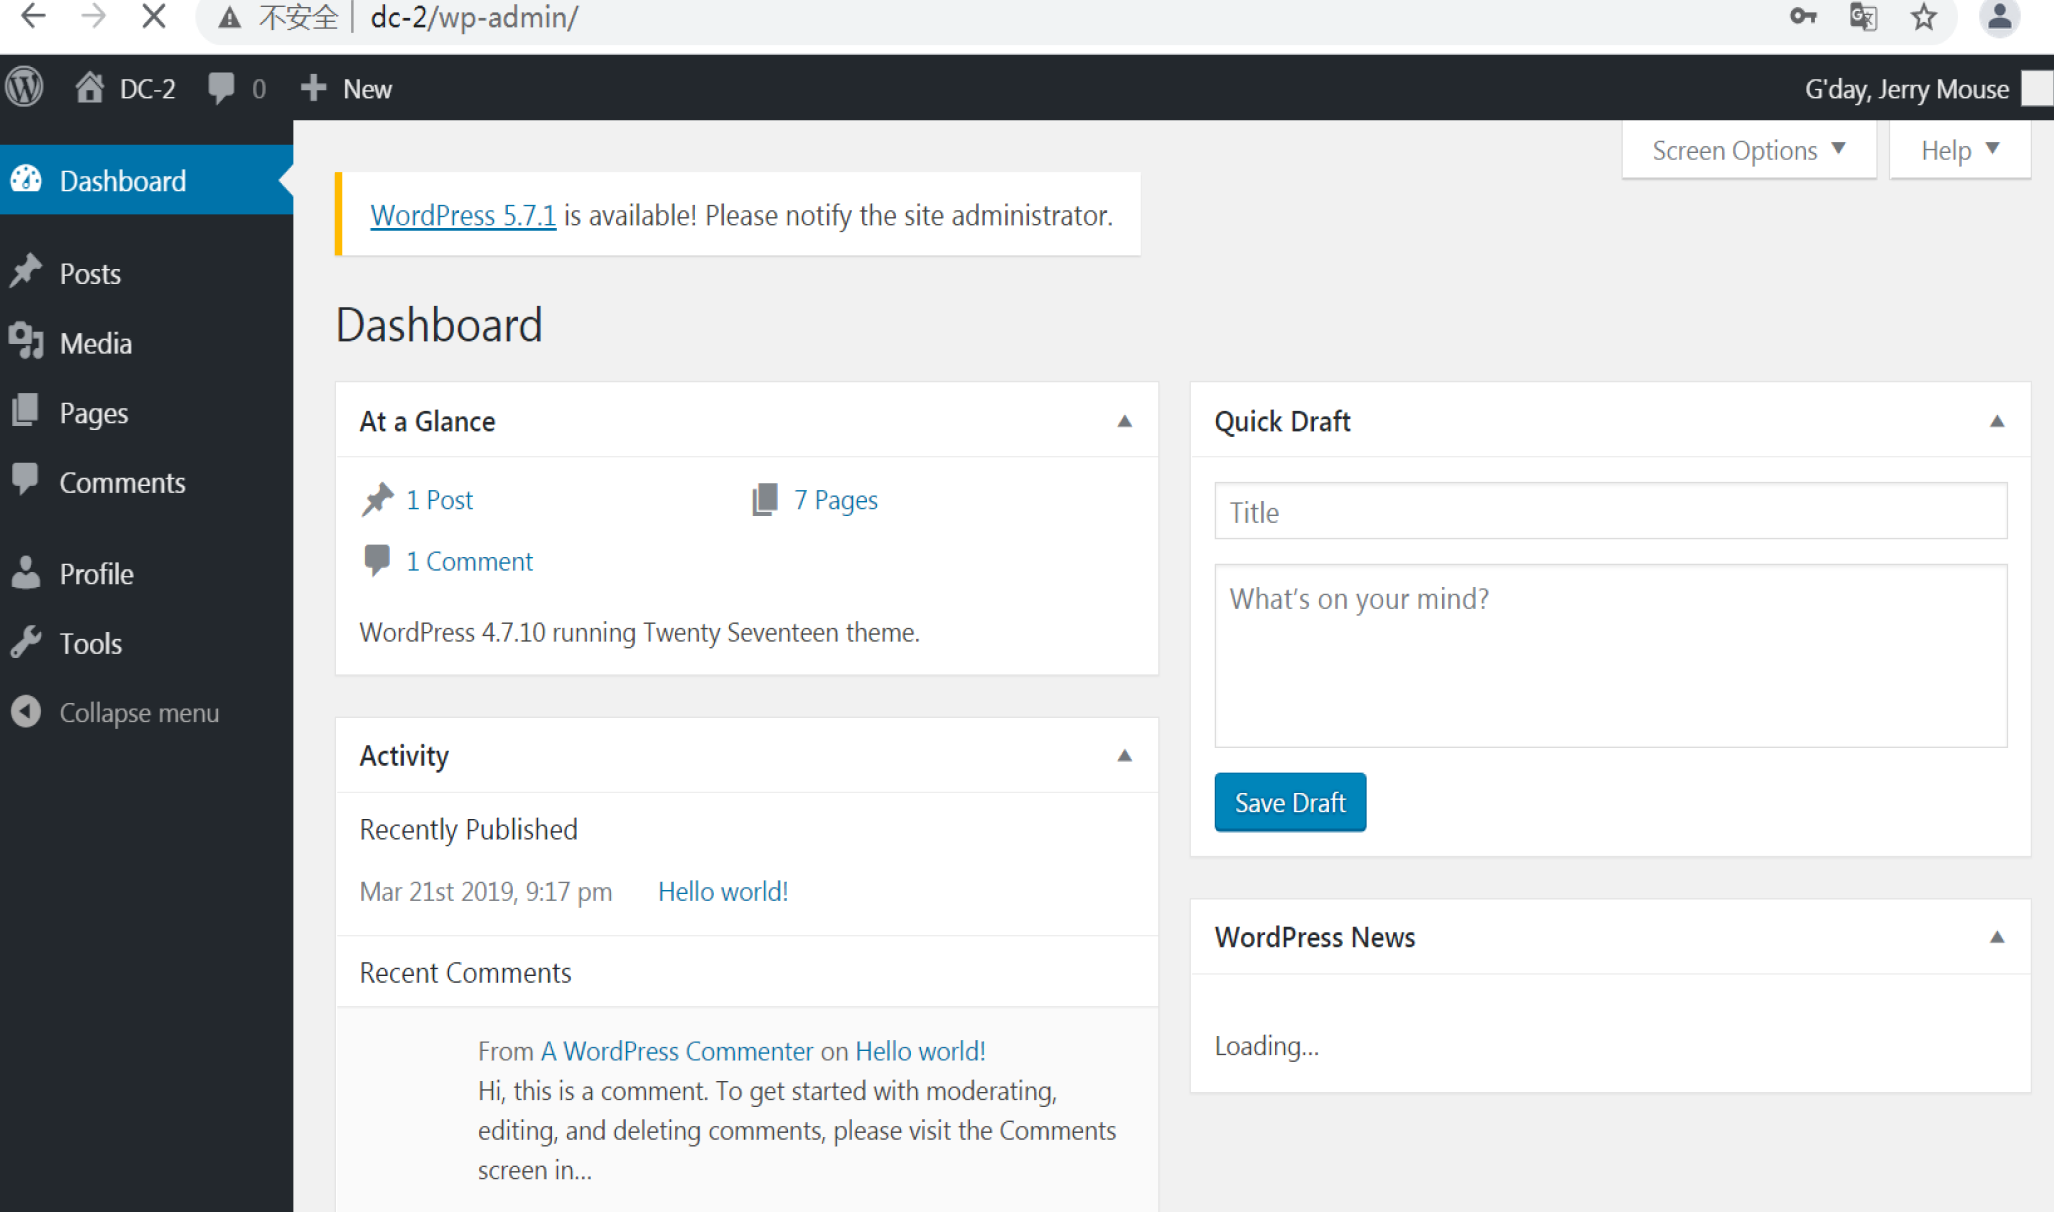 不安全 dc-2/wp-admin/
DC-2 0 New G'day, Jerry Mouse
Screen Options Help
Dashboard
Posts
Media
Pages
Comments
Profile
Tools
Collapse menu
WordPress 5.7.1 is available! Please notify the site administrator.
Dashboard
At a Glance
1 Post 7 Pages
1 Comment
WordPress 4.7.10 running Twenty Seventeen theme.
Activity
Recently Published
Mar 21st 2019, 9:17 pm Hello world!
Recent Comments
From A WordPress Commenter on Hello world!
Hi, this is a comment. To get started with moderating,
editing, and deleting comments, please visit the Comments
screen in...
Quick Draft
Title
What's on your mind?
Save Draft
WordPress News
Loading...